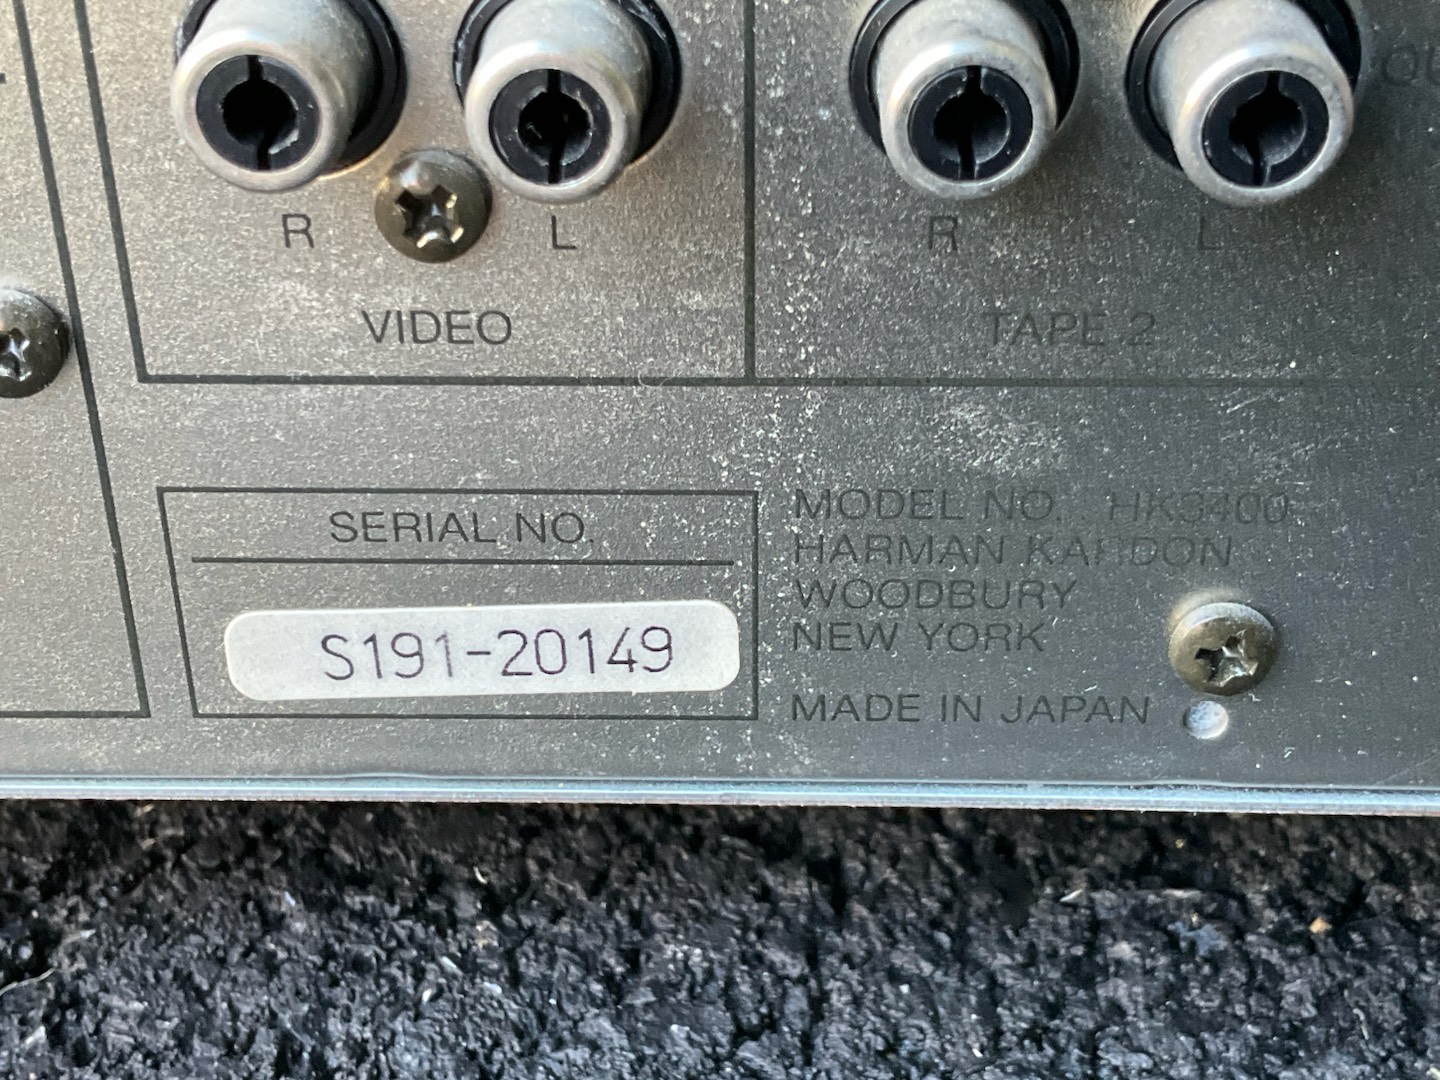 R L R L
VIDEO TAPE 2
SERIAL NO.
S191-20149
MODEL NO. HK3400
HARMAN KARDON
WOODBURY
NEW YORK
MADE IN JAPAN